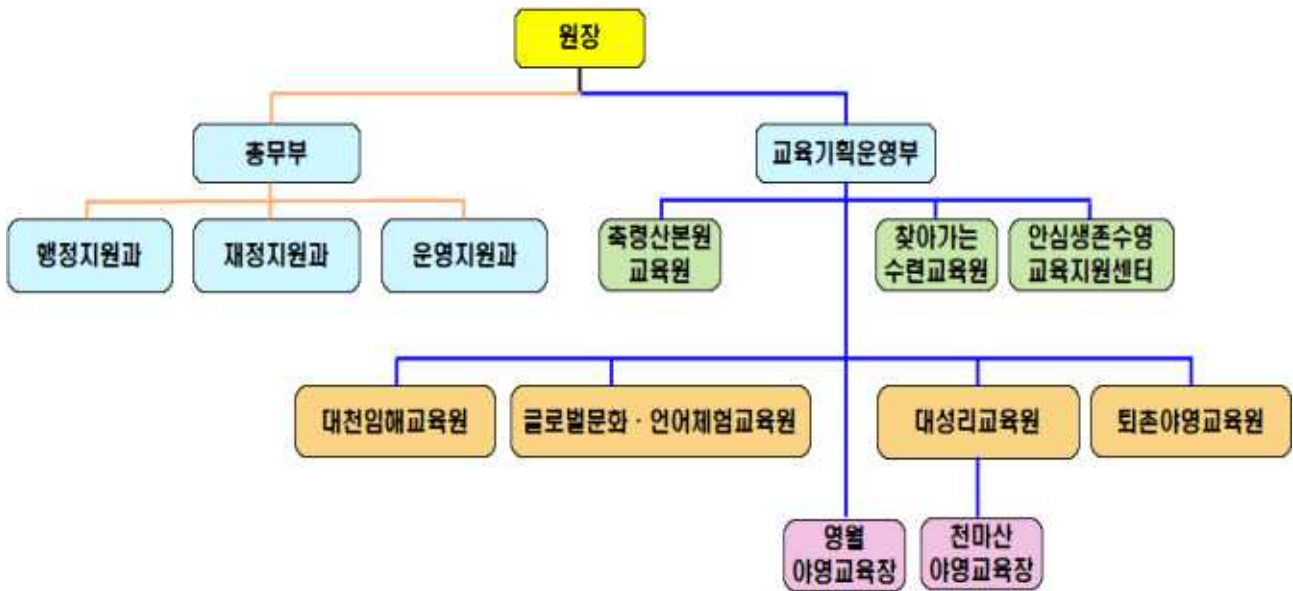 원장
총무부
교육기획운영부
행정지원과
재정지원과
운영지원과
축령산본원
교육원
찾아가는
수련교육원
안심생존수영
교육지원센터
대천임해교육원
글로벌문화·언어체험교육원
대성리교육원
퇴촌야영교육원
영월
야영교육장
천마산
야영교육장